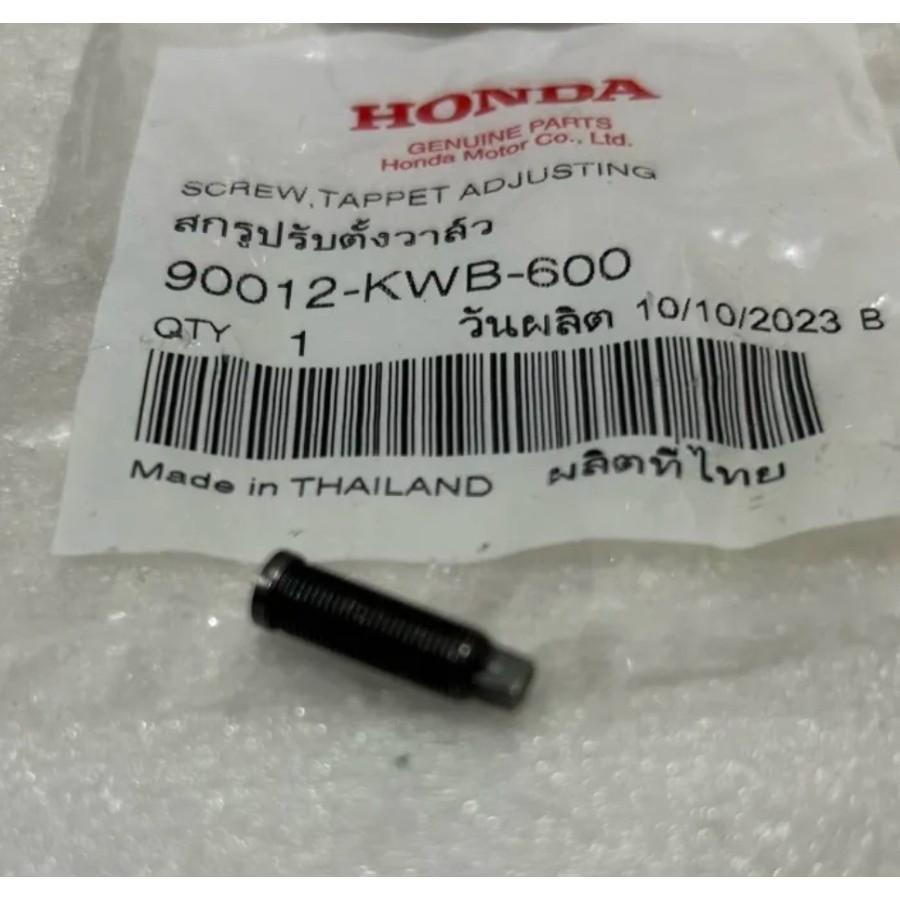 HONDA
GENUINE PARTS
Honda Motor Co., Ltd.
SCREW,TAPPET ADJUSTING
สกรูปรับตั้งวาล์ว
90012-KWB-600
QTY 1 วันผลิต 10/10/2023 B
Made in THAILAND ผลิตที่ไทย